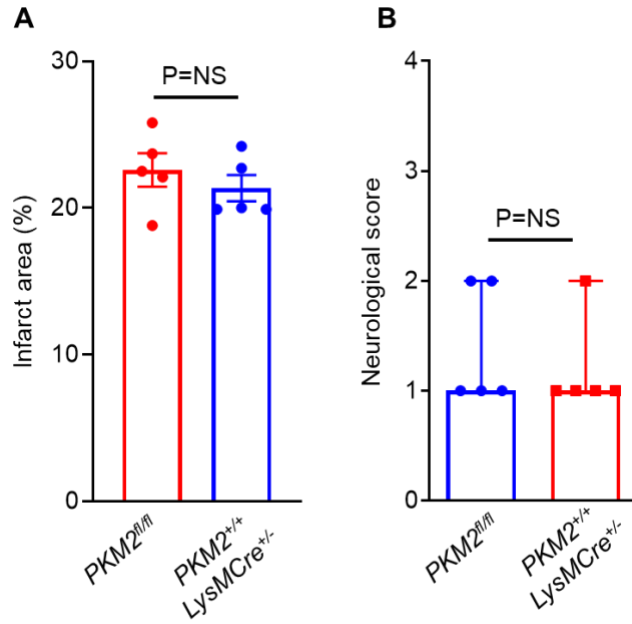 A
Infarct area (%)
30
20
10
0
P=NS
PKM2fl/fl
PKM2+/+
LysMCre+/-
B
Neurological score
4
3
2
1
0
P=NS
PKM2fl/fl
PKM2+/+
LysMCre+/-